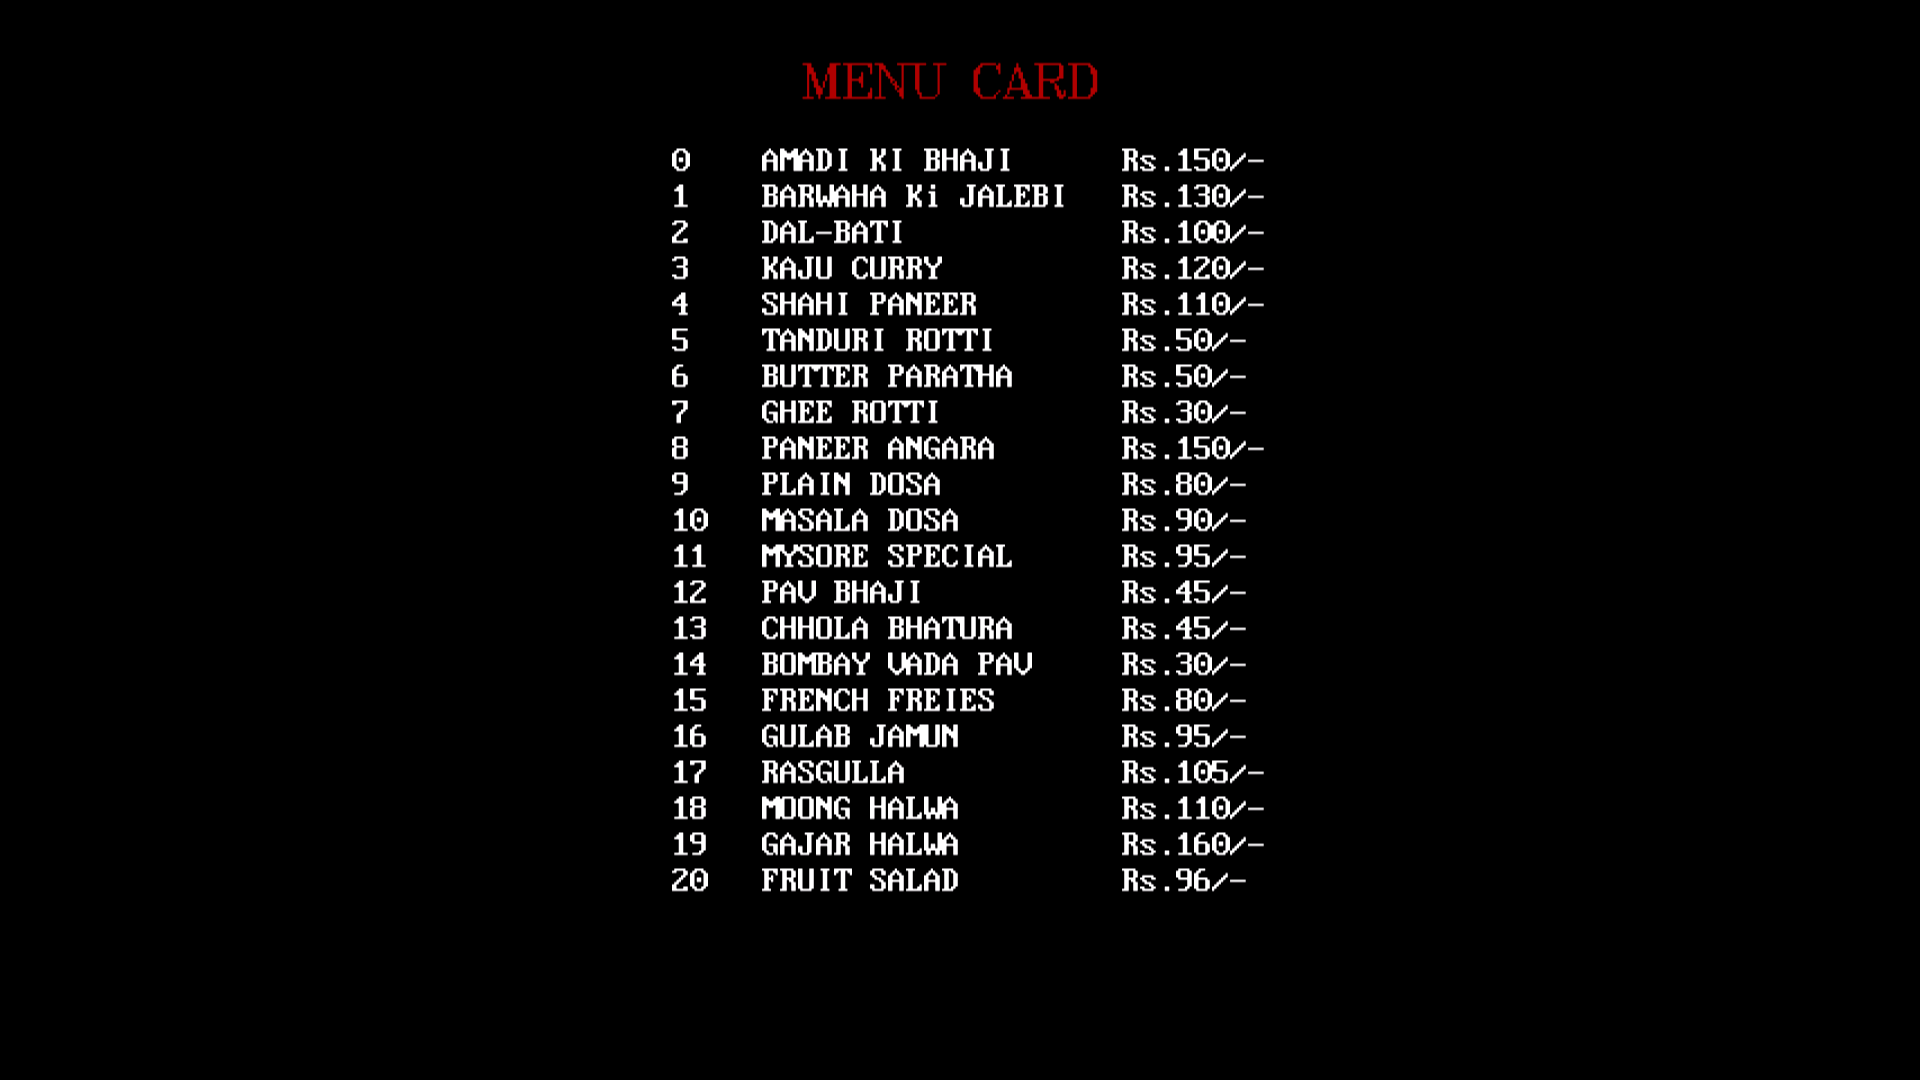 MENU CARD
0 AMADI KI BHAJI Rs.150/-
1 BARWAHA Ki JALEBI Rs.130/-
2 DAL-BATI Rs.100/-
3 KAJU CURRY Rs.120/-
4 SHAHI PANEER Rs.110/-
5 TANDURI ROTTI Rs.50/-
6 BUTTER PARATHA Rs.50/-
7 GHEE ROTTI Rs.30/-
8 PANEER ANGARA Rs.150/-
9 PLAIN DOSA Rs.80/-
10 MASALA DOSA Rs.90/-
11 MYSORE SPECIAL Rs.95/-
12 PAV BHAJI Rs.45/-
13 CHHOLA BHATURA Rs.45/-
14 BOMBAY VADA PAV Rs.30/-
15 FRENCH FREIES Rs.80/-
16 GULAB JAMUN Rs.95/-
17 RASGULLA Rs.105/-
18 MOONG HALWA Rs.110/-
19 GAJAR HALWA Rs.160/-
20 FRUIT SALAD Rs.96/-